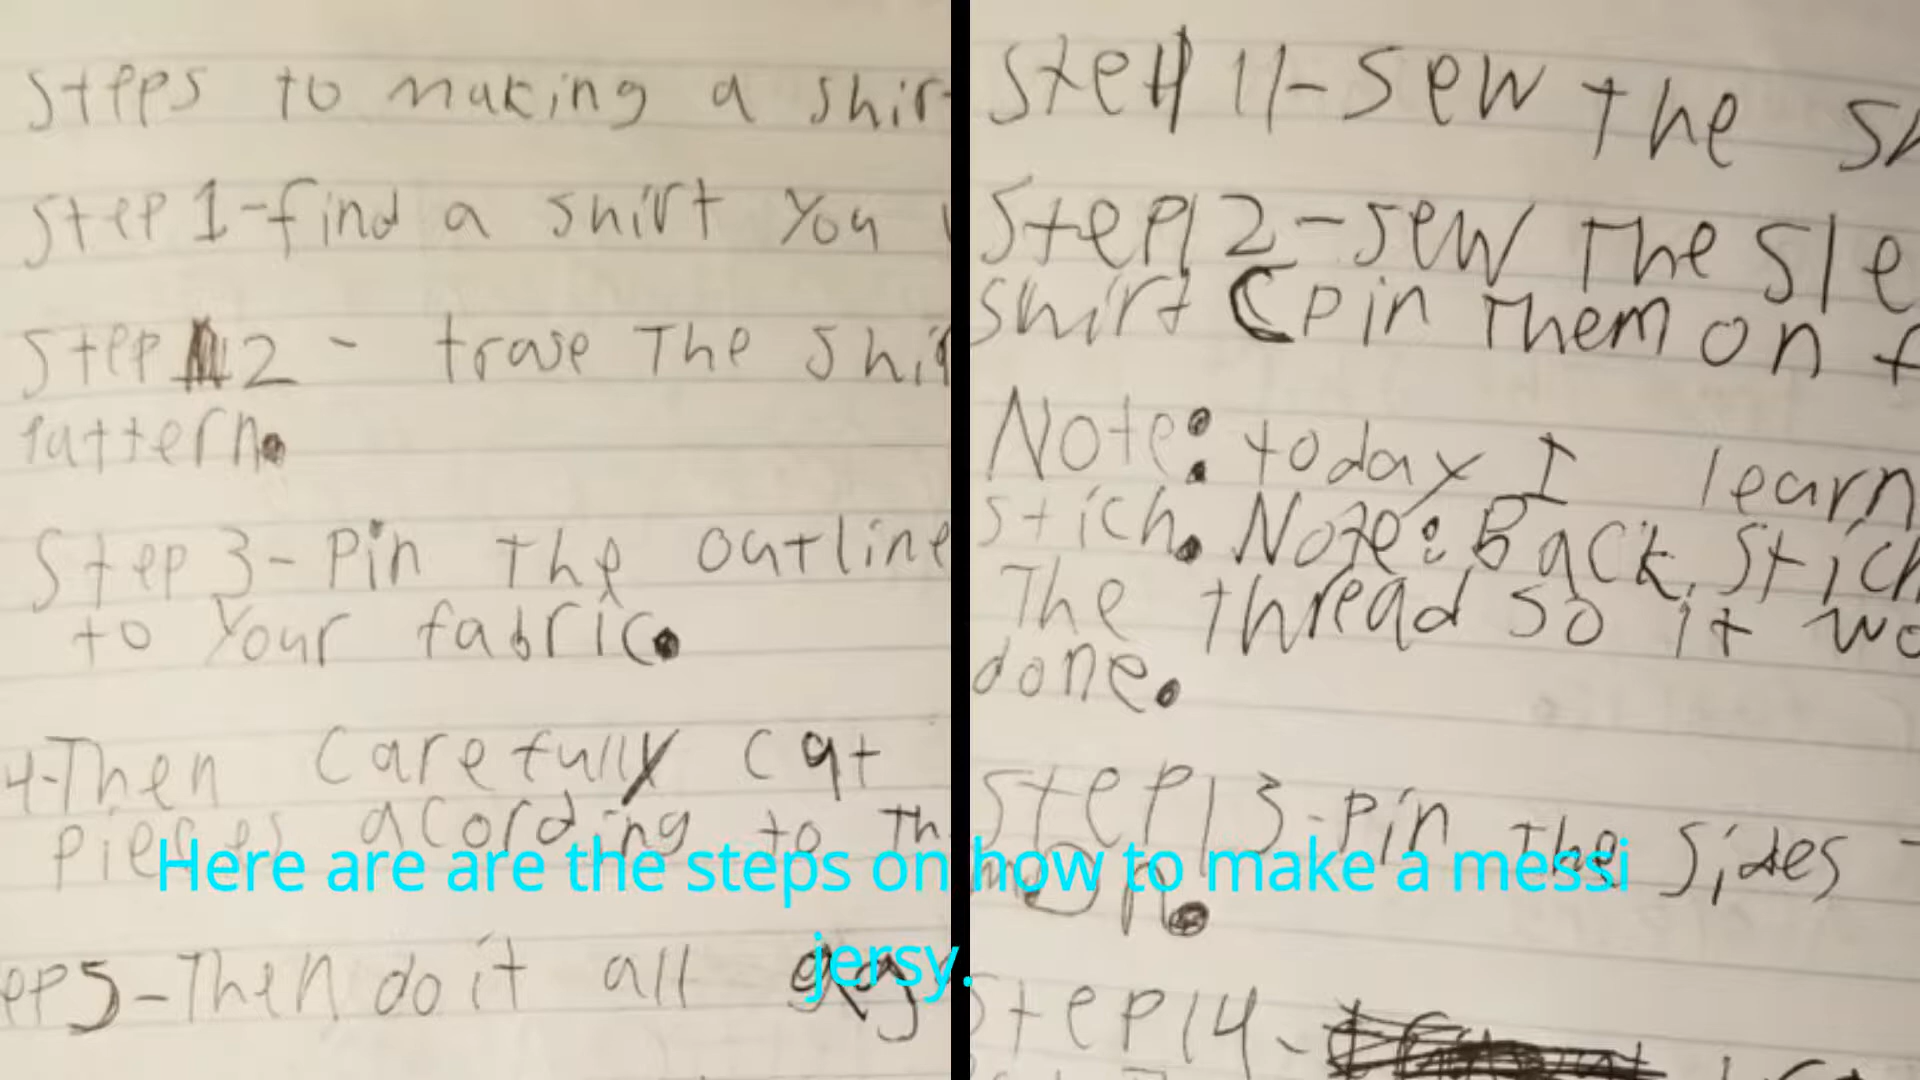 Steps to making a shir
Step 1-find a shirt you
Step 2 - trase The shi
pattern.
Step 3-Pin the outline
to Your fabric.
4-Then carefully cut
pieces acording to Th
ep 5-Then do it all
Step 11-sew the sh
Step 12-sew The sle
shirt (pin Them on f
Note: today I learn
stich. Note: Back stich
The thread so it wo
done.
Step 13-Pin the sides
Step 14-
Here are are the steps on how to make a messi
jersy.